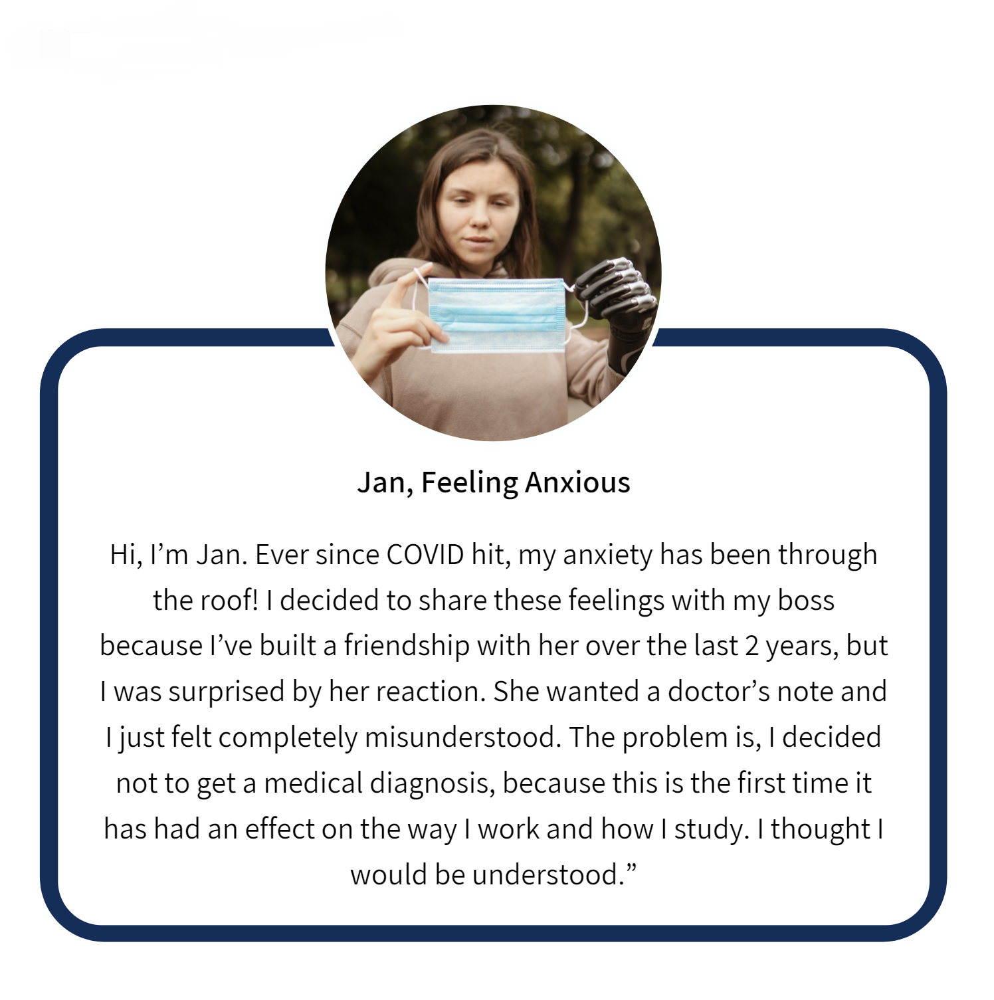 Jan, Feeling Anxious
Hi, I’m Jan. Ever since COVID hit, my anxiety has been through
the roof! I decided to share these feelings with my boss
because I’ve built a friendship with her over the last 2 years, but
I was surprised by her reaction. She wanted a doctor’s note and
I just felt completely misunderstood. The problem is, I decided
not to get a medical diagnosis, because this is the first time it
has had an effect on the way I work and how I study. I thought I
would be understood.”